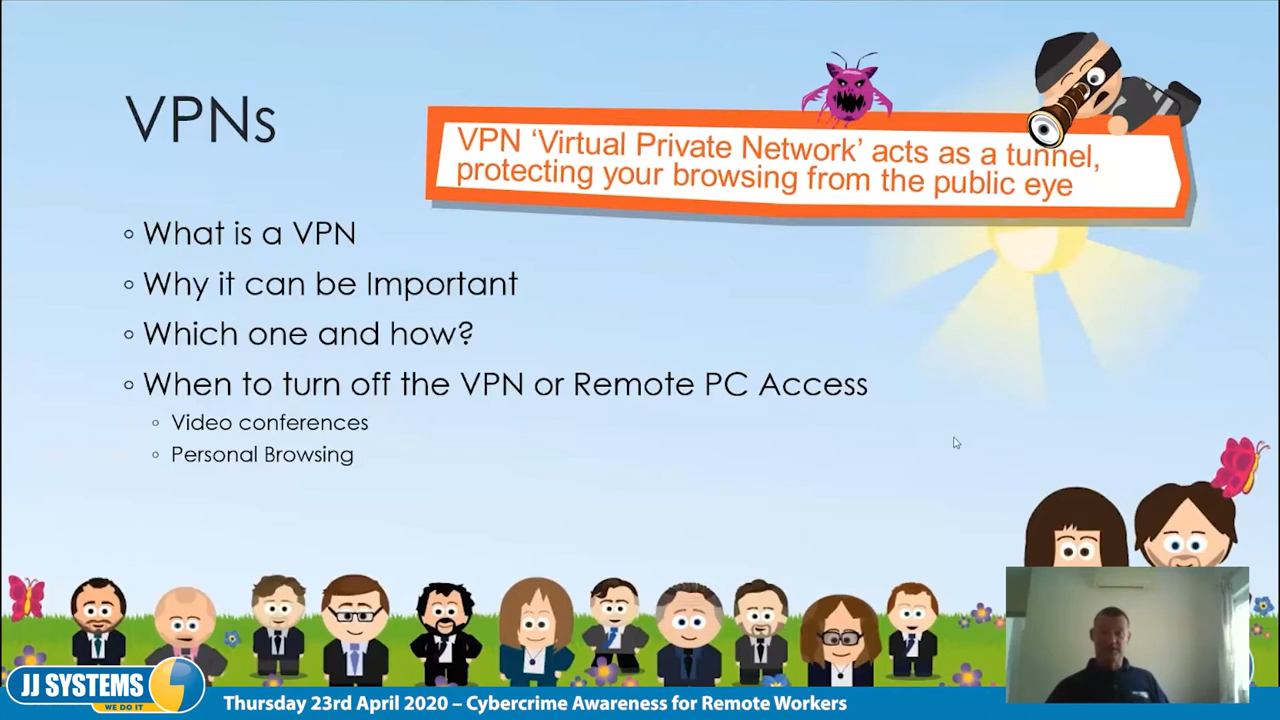 VPNs
VPN ‘Virtual Private Network’ acts as a tunnel,
protecting your browsing from the public eye
What is a VPN
Why it can be Important
Which one and how?
When to turn off the VPN or Remote PC Access
Video conferences
Personal Browsing
JJ SYSTEMS
WE DO IT
Thursday 23rd April 2020 – Cybercrime Awareness for Remote Workers